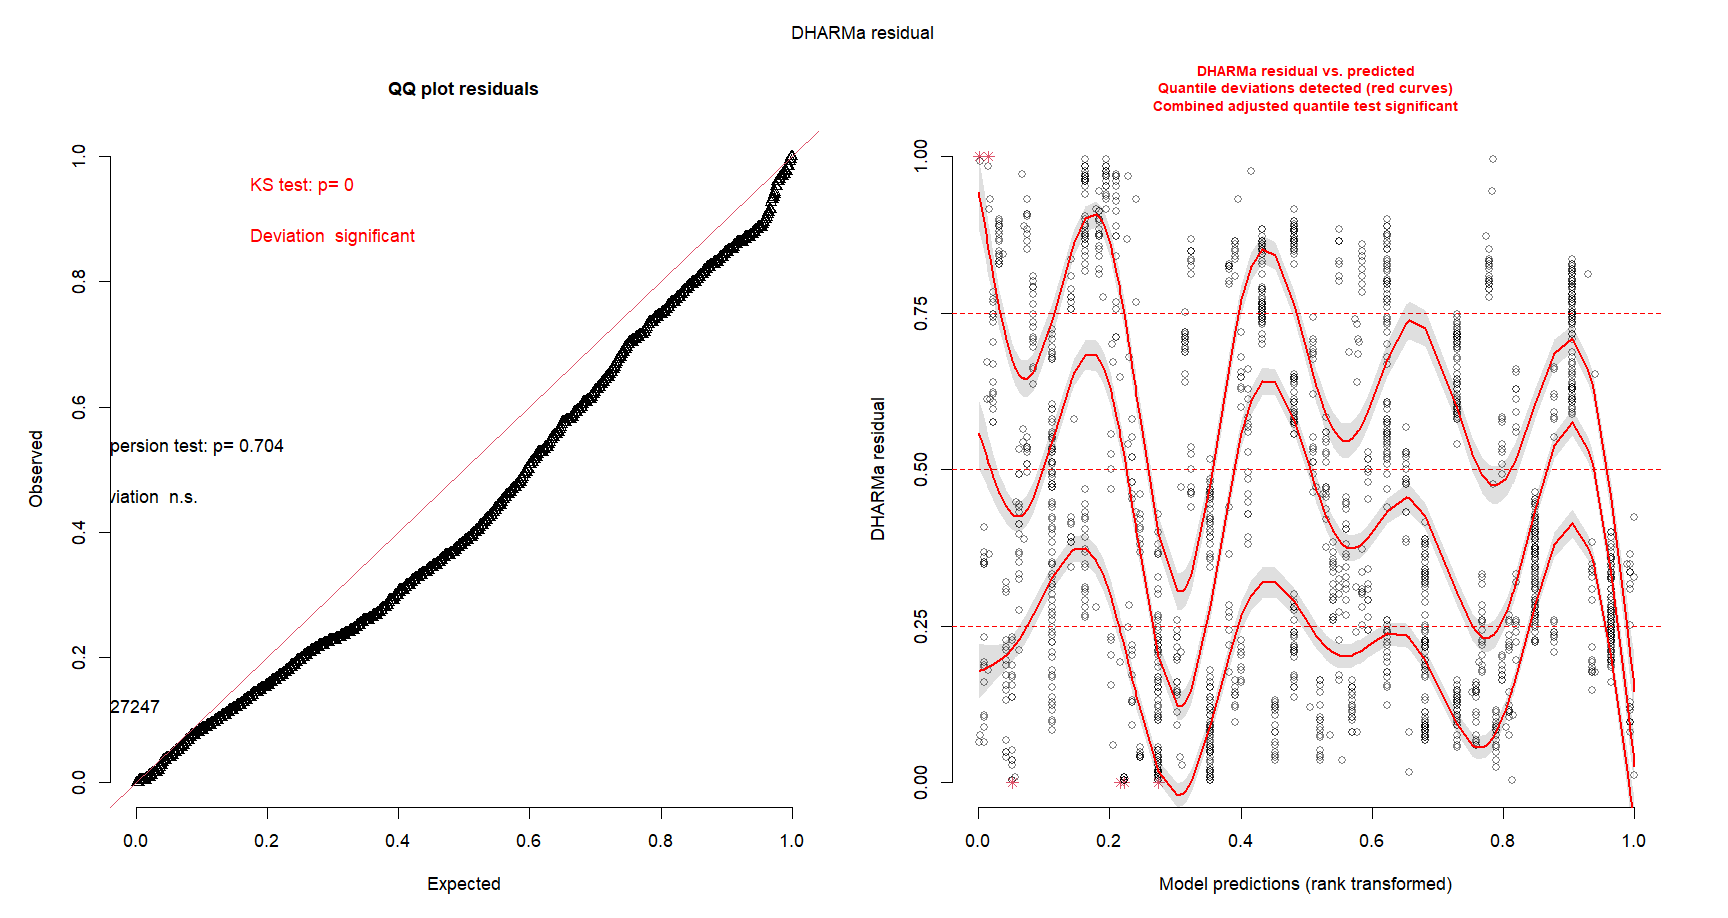 DHARMa residual
QQ plot residuals
KS test: p= 0
Deviation  significant
persion test: p= 0.704
viation  n.s.
27247
Observed
0.0
0.2
0.4
0.6
0.8
1.0
0.0
0.2
0.4
0.6
0.8
1.0
Expected
DHARMa residual vs. predicted
Quantile deviations detected (red curves)
Combined adjusted quantile test significant
DHARMa residual
0.00
0.25
0.50
0.75
1.00
0.0
0.2
0.4
0.6
0.8
1.0
Model predictions (rank transformed)